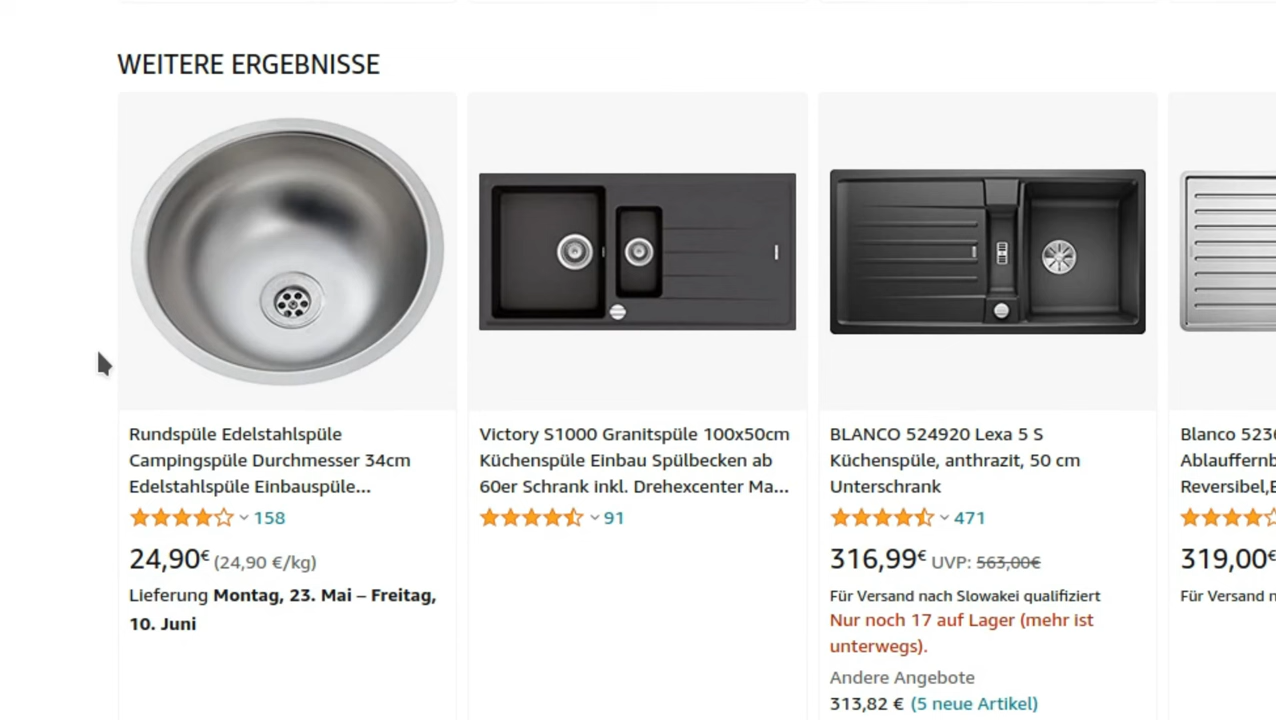 WEITERE ERGEBNISSE
Rundspüle Edelstahlspüle
Campingspüle Durchmesser 34cm
Edelstahlspüle Einbauspüle...
158
24,90€ (24,90 €/kg)
Lieferung Montag, 23. Mai – Freitag,
10. Juni
Victory S1000 Granitspüle 100x50cm
Küchenspüle Einbau Spülbecken ab
60er Schrank inkl. Drehexcenter Ma...
91
BLANCO 524920 Lexa 5 S
Küchenspüle, anthrazit, 50 cm
Unterschrank
471
316,99€ UVP: 563,00€
Für Versand nach Slowakei qualifiziert
Nur noch 17 auf Lager (mehr ist
unterwegs).
Andere Angebote
313,82 € (5 neue Artikel)
Blanco
Reversibel,
319,00€
Für Versand